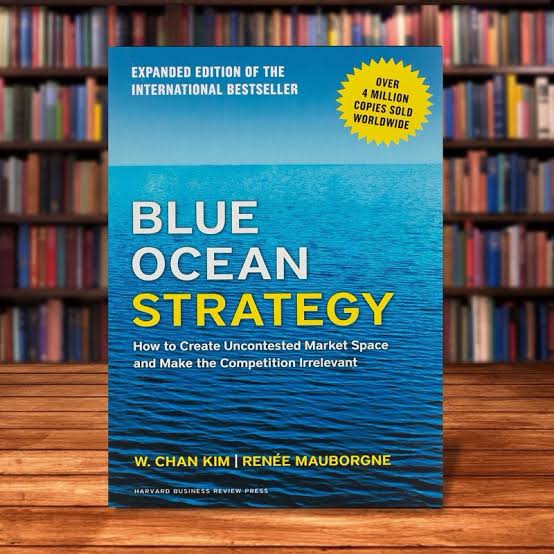 EXPANDED EDITION OF THE
INTERNATIONAL BESTSELLER
OVER
4 MILLION
COPIES SOLD
WORLDWIDE
BLUE
OCEAN
STRATEGY
How to Create Uncontested Market Space
and Make the Competition Irrelevant
W. CHAN KIM | RENÉE MAUBORGNE
HARVARD BUSINESS REVIEW PRESS